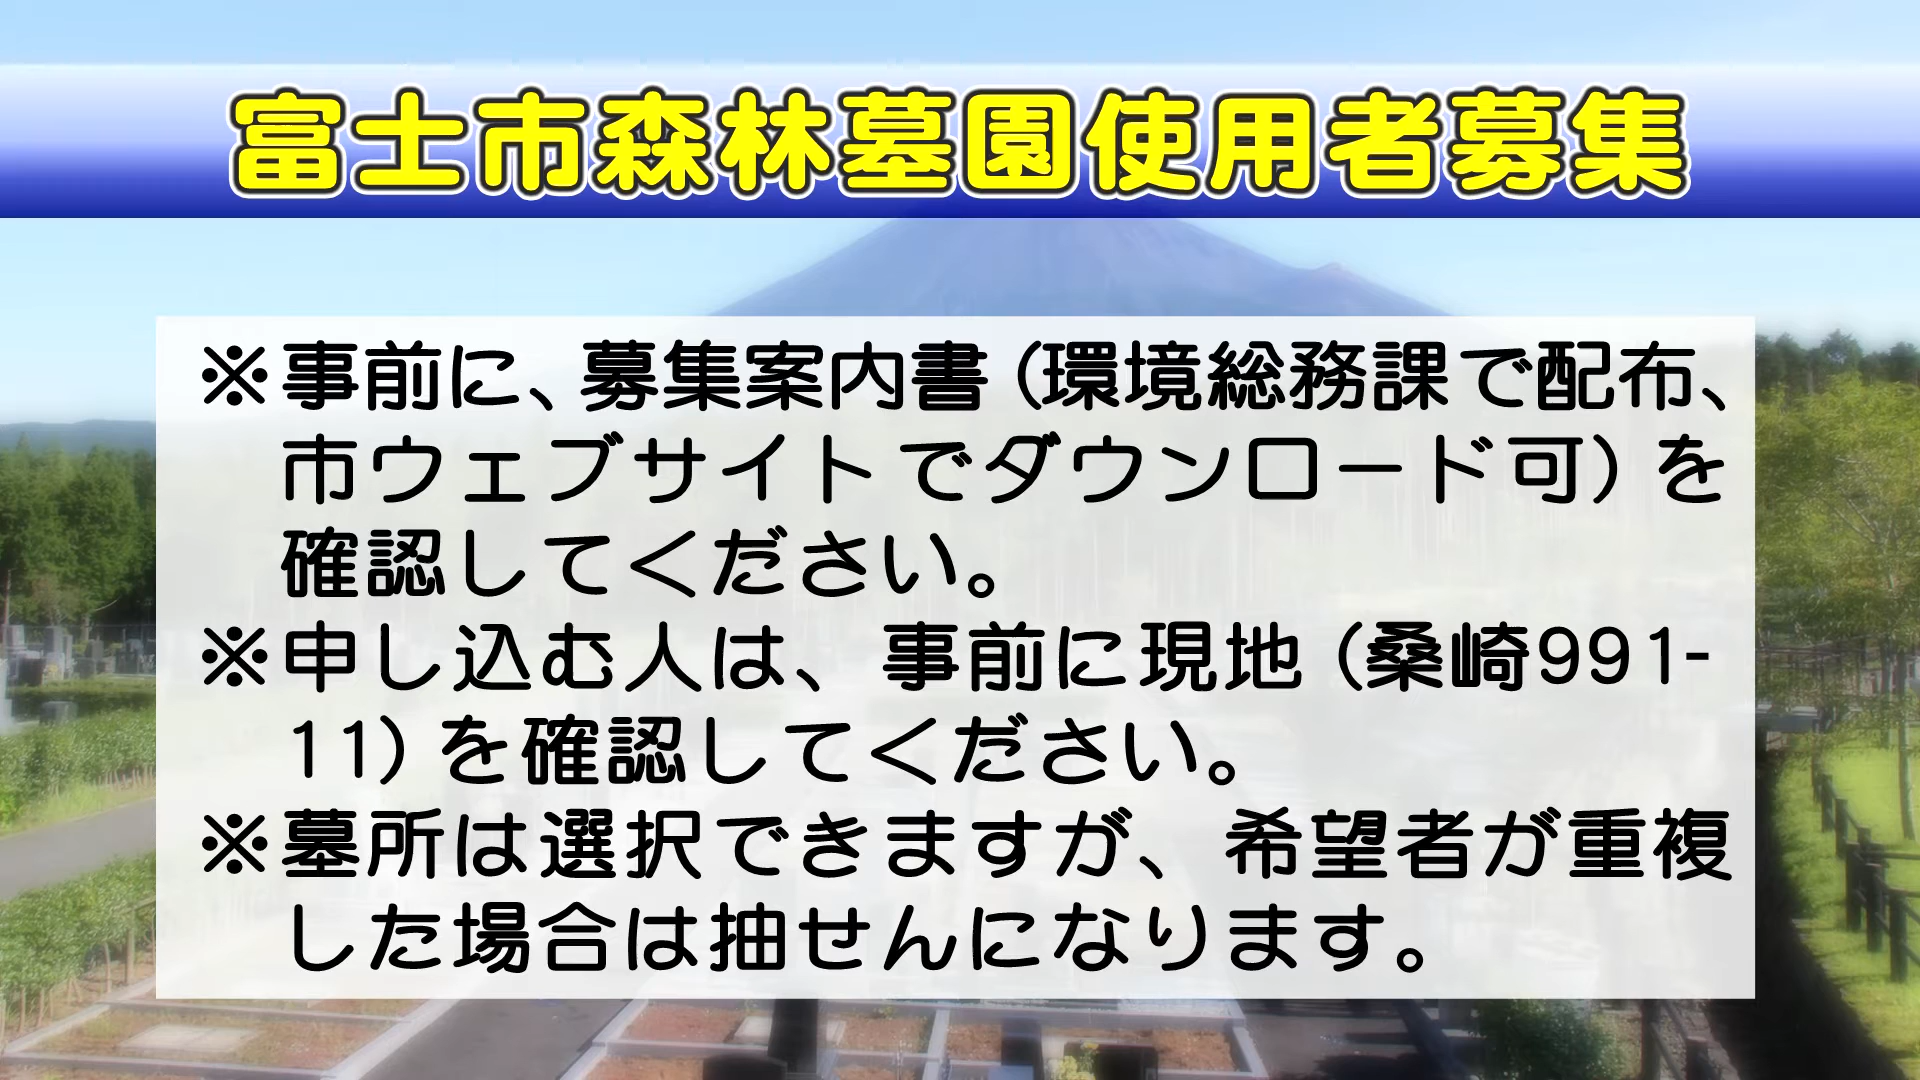 富士市森林墓園使用者募集
※事前に、募集案内書（環境総務課で配布、
市ウェブサイトでダウンロード可）を
確認してください。
※申し込む人は、事前に現地（桑崎991-
11）を確認してください。
※墓所は選択できますが、希望者が重複
した場合は抽せんになります。